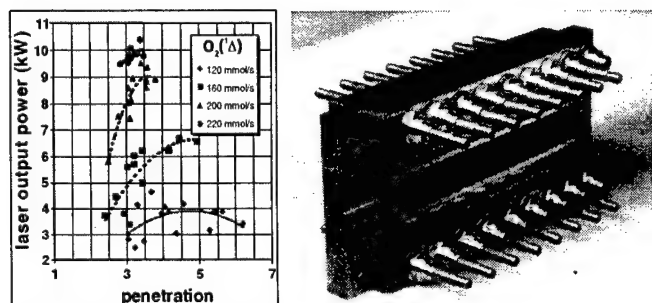 laser output power (kW)
11
10
9
8
7
6
5
4
3
2
O₂(¹Δ)
120 mmol/s
160 mmol/s
200 mmol/s
220 mmol/s
1 3 5 7
penetration